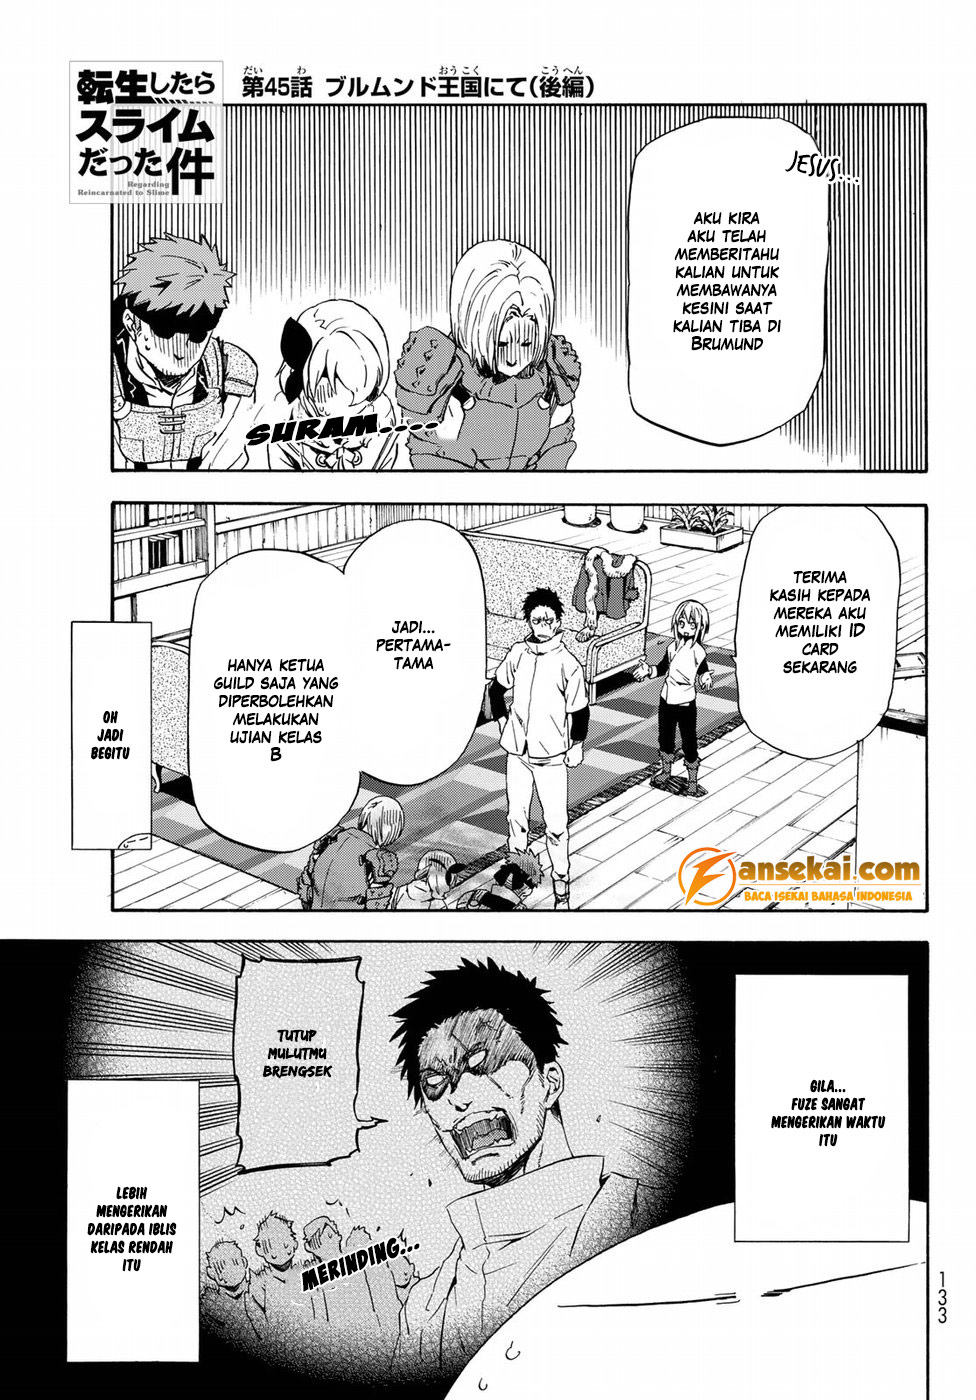 転生したら
スライム
だった件
Regarding
Reincarnated to Slime
第45話 ブルムンド王国にて(後編)
だい わ おうこく こうへん
JESUS...
AKU KIRA
AKU TELAH
MEMBERITAHU
KALIAN UNTUK
MEMBAWANYA
KESINI SAAT
KALIAN TIBA DI
BRUMUND
SURAM....
TERIMA
KASIH KEPADA
MEREKA AKU
MEMILIKI ID
CARD
SEKARANG
JADI...
PERTAMA-
TAMA
HANYA KETUA
GUILD SAJA YANG
DIPERBOLEHKAN
MELAKUKAN
UJIAN KELAS
B
OH
JADI
BEGITU
Fansekai.com
BACA ISEKAI BAHASA INDONESIA
GILA...
FUZE SANGAT
MENGERIKAN WAKTU
ITU
TUTUP
MULUTMU
BRENGSEK
LEBIH
MENGERIKAN
DARIPADA IBLIS
KELAS RENDAH
ITU
MERINDING...
133